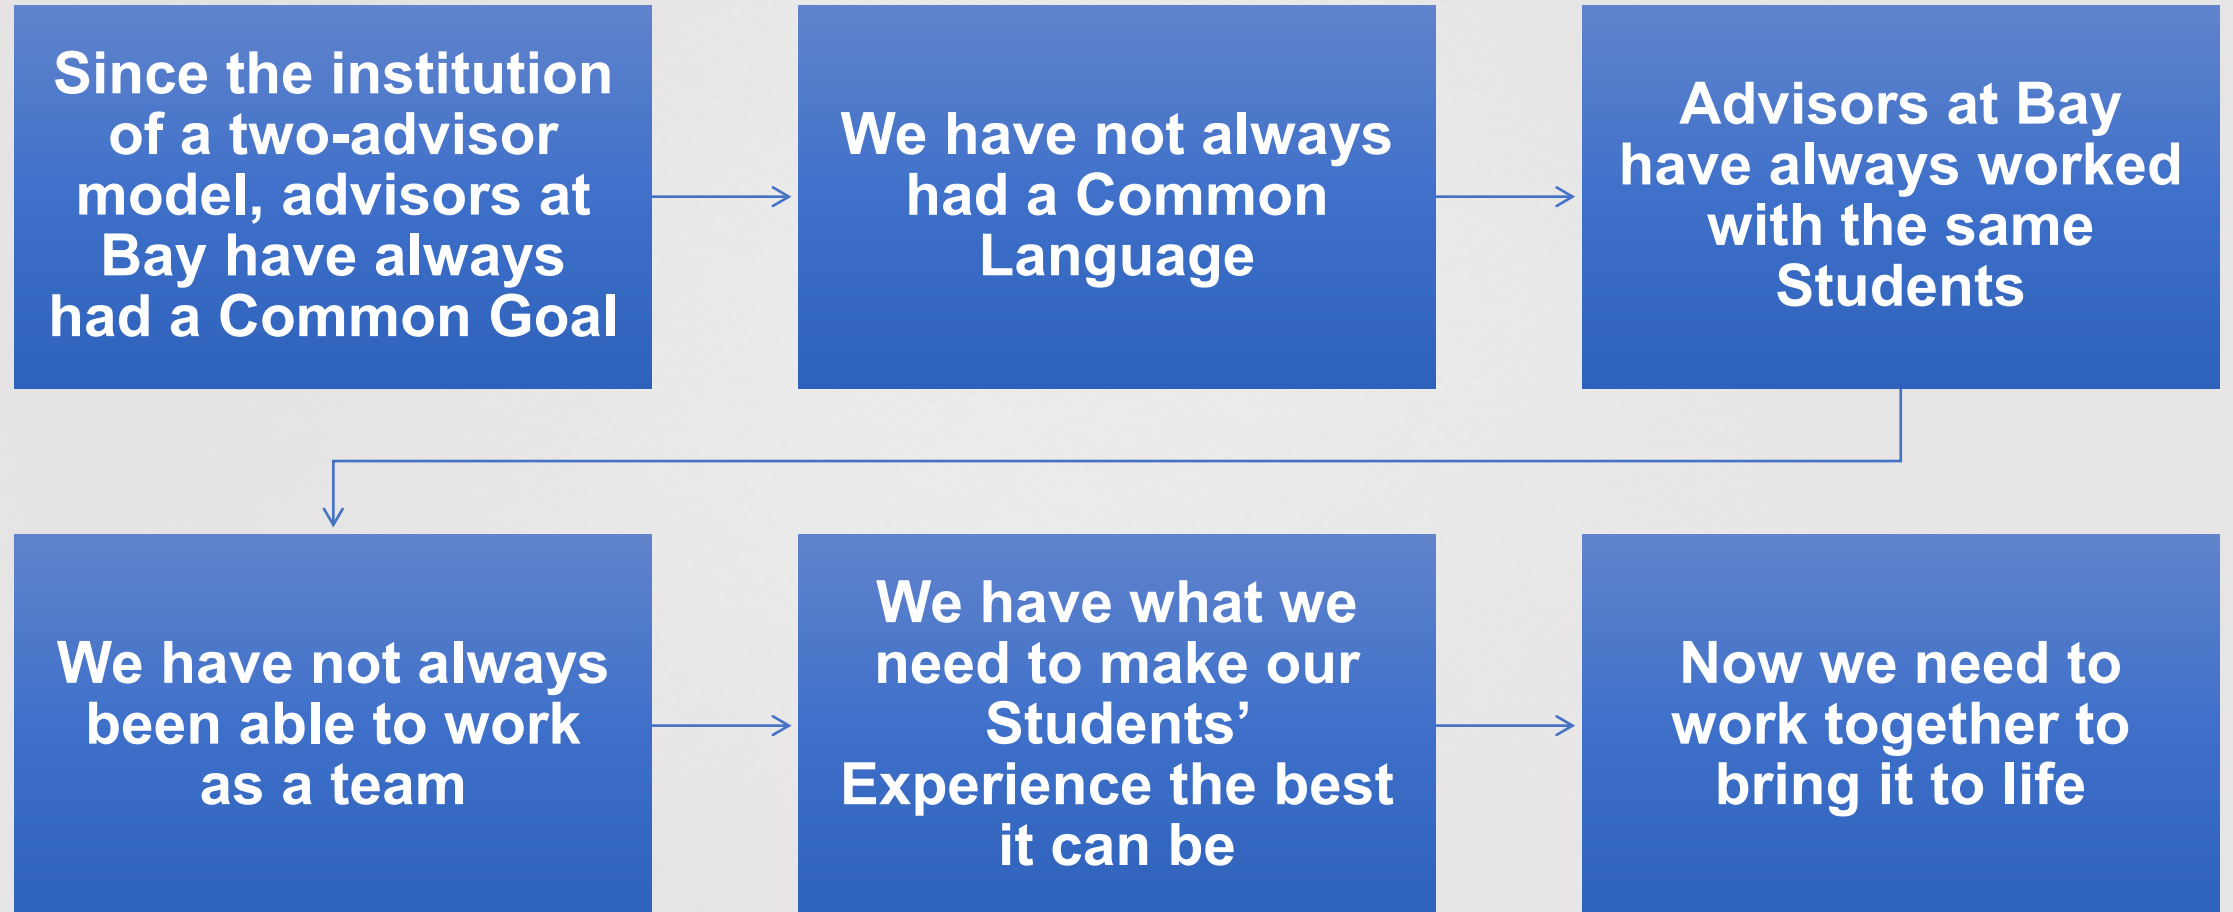 Since the institution
of a two-advisor
model, advisors at
Bay have always
had a Common Goal
We have not always
had a Common
Language
Advisors at Bay
have always worked
with the same
Students
We have not always
been able to work
as a team
We have what we
need to make our
Students’
Experience the best
it can be
Now we need to
work together to
bring it to life